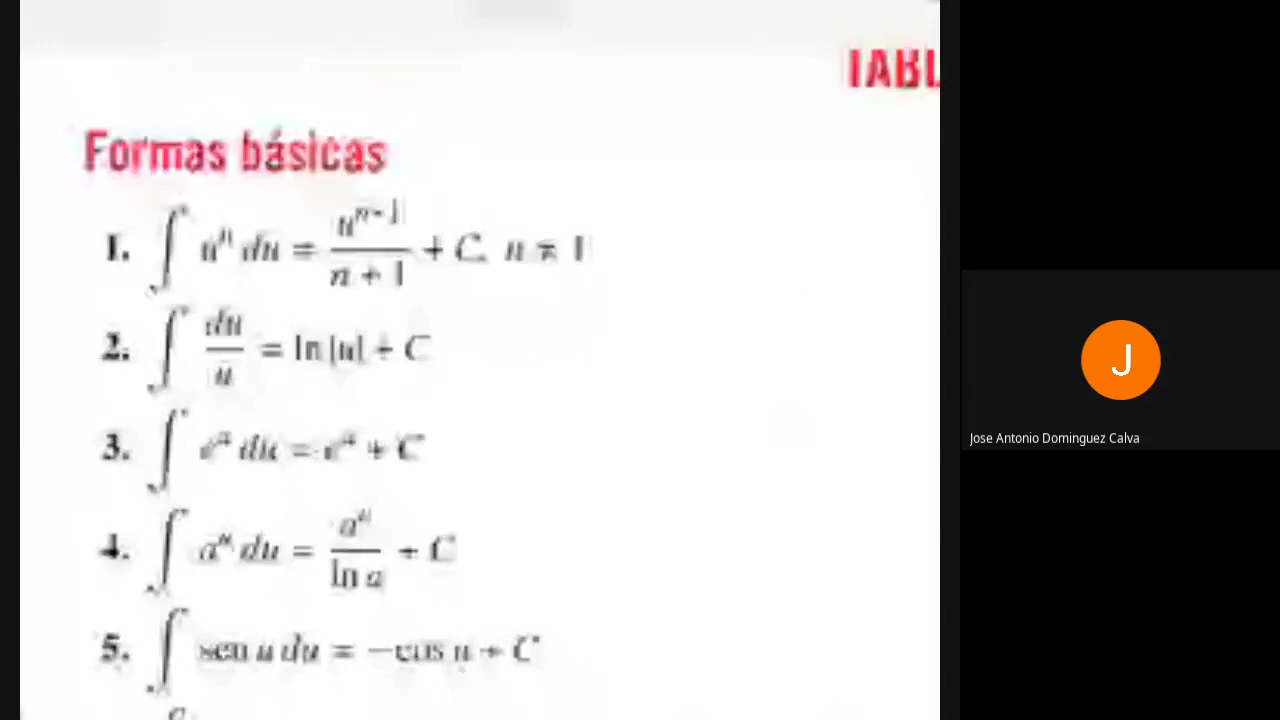 TABL
Formas básicas
1. ∫ uⁿ du = uⁿ⁺¹ / n + 1 + C, n ≠ 1
2. ∫ du / u = ln |u| + C
3. ∫ eᵘ du = eᵘ + C
4. ∫ aᵘ du = aᵘ / ln a + C
5. ∫ sen u du = −cos u + C
J
Jose Antonio Dominguez Calva